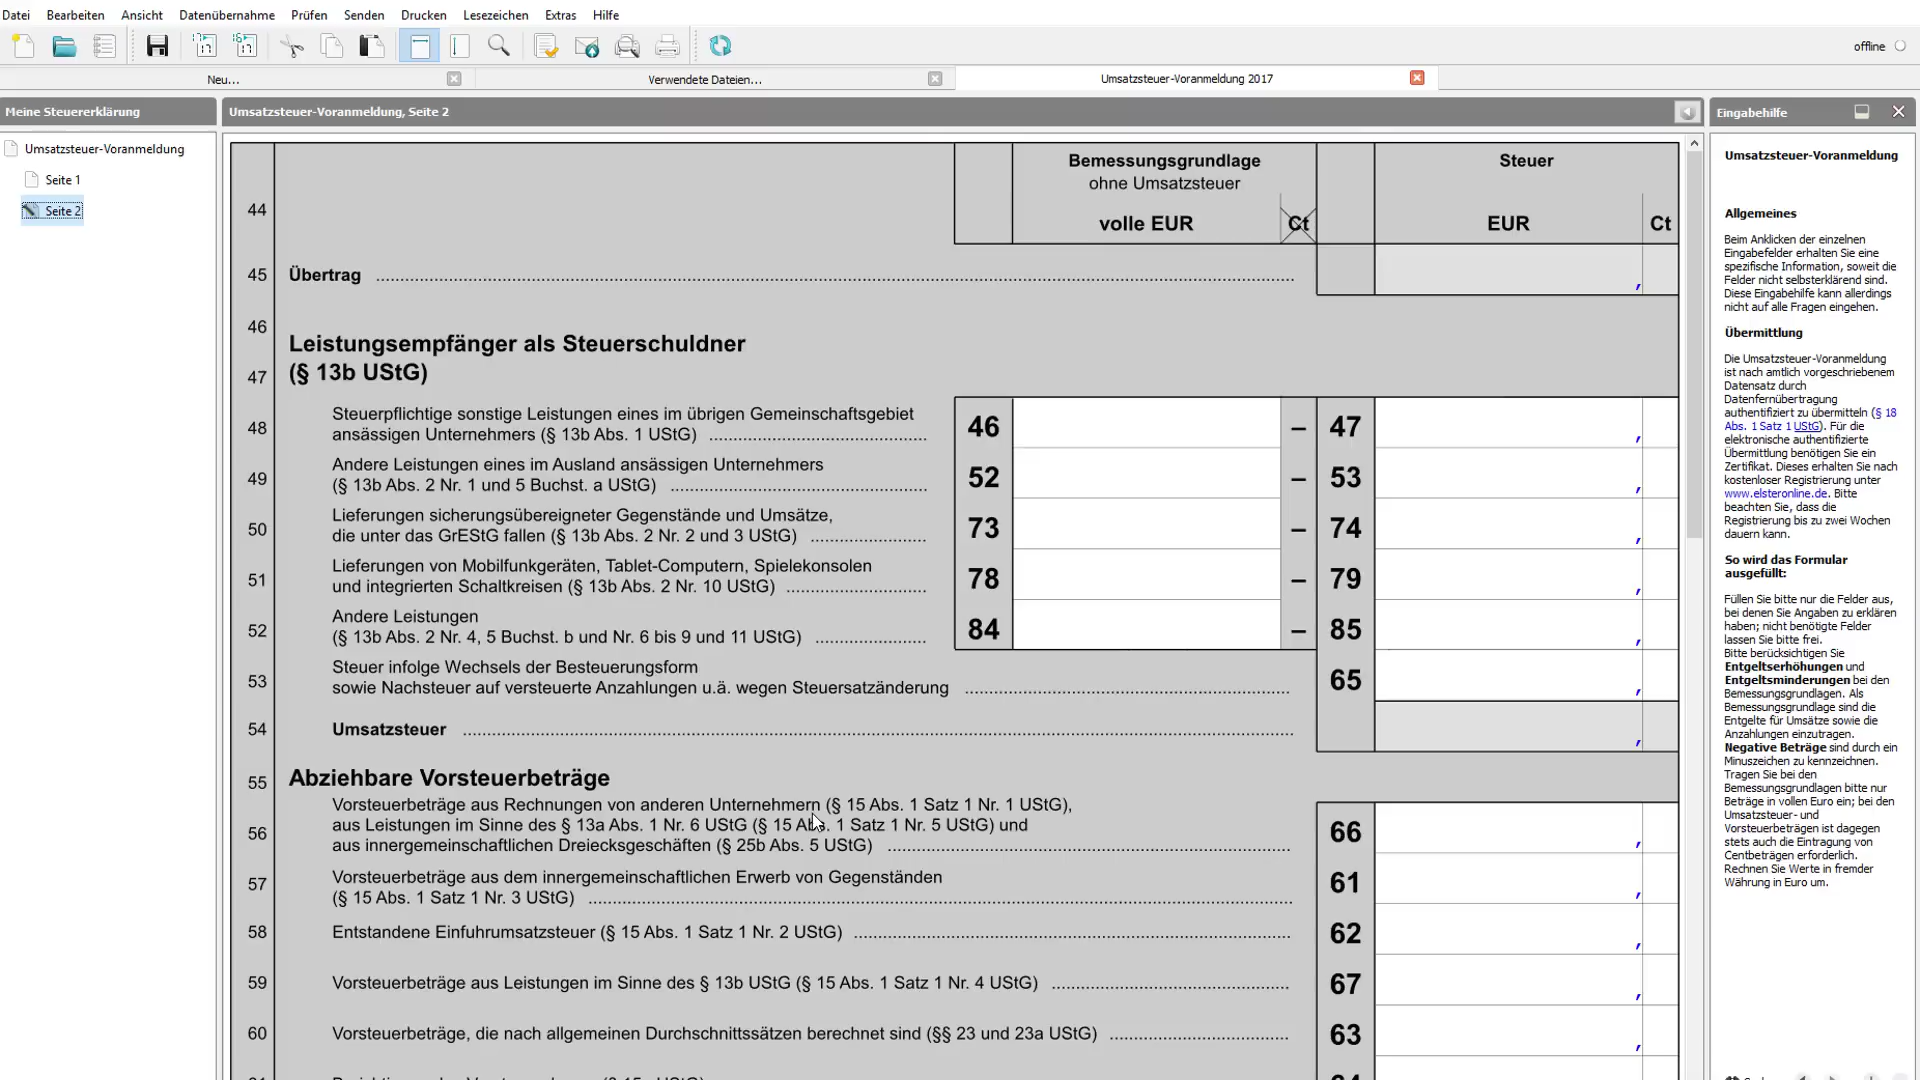 Datei Bearbeiten Ansicht Datenübernahme Prüfen Senden Drucken Lesezeichen Extras Hilfe
offline
Neu... Verwendete Dateien... Umsatzsteuer-Voranmeldung 2017
Meine Steuererklärung
Umsatzsteuer-Voranmeldung
Seite 1
Seite 2
Umsatzsteuer-Voranmeldung, Seite 2
Bemessungsgrundlage Steuer
ohne Umsatzsteuer
44 volle EUR Ct EUR Ct
45 Übertrag ,
46
Leistungsempfänger als Steuerschuldner
47 (§ 13b UStG)
Steuerpflichtige sonstige Leistungen eines im übrigen Gemeinschaftsgebiet
48 ansässigen Unternehmers (§ 13b Abs. 1 UStG) 46 – 47 ,
Andere Leistungen eines im Ausland ansässigen Unternehmers
49 (§ 13b Abs. 2 Nr. 1 und 5 Buchst. a UStG) 52 – 53 ,
Lieferungen sicherungsübereigneter Gegenstände und Umsätze,
50 die unter das GrEStG fallen (§ 13b Abs. 2 Nr. 2 und 3 UStG) 73 – 74 ,
Lieferungen von Mobilfunkgeräten, Tablet-Computern, Spielekonsolen
51 und integrierten Schaltkreisen (§ 13b Abs. 2 Nr. 10 UStG) 78 – 79 ,
Andere Leistungen
52 (§ 13b Abs. 2 Nr. 4, 5 Buchst. b und Nr. 6 bis 9 und 11 UStG) 84 – 85 ,
Steuer infolge Wechsels der Besteuerungsform
53 sowie Nachsteuer auf versteuerte Anzahlungen u.ä. wegen Steuersatzänderung 65 ,
54 Umsatzsteuer ,
55 Abziehbare Vorsteuerbeträge
Vorsteuerbeträge aus Rechnungen von anderen Unternehmern (§ 15 Abs. 1 Satz 1 Nr. 1 UStG),
56 aus Leistungen im Sinne des § 13a Abs. 1 Nr. 6 UStG (§ 15 Abs. 1 Satz 1 Nr. 5 UStG) und
aus innergemeinschaftlichen Dreiecksgeschäften (§ 25b Abs. 5 UStG) 66 ,
Vorsteuerbeträge aus dem innergemeinschaftlichen Erwerb von Gegenständen
57 (§ 15 Abs. 1 Satz 1 Nr. 3 UStG) 61 ,
58 Entstandene Einfuhrumsatzsteuer (§ 15 Abs. 1 Satz 1 Nr. 2 UStG) 62 ,
59 Vorsteuerbeträge aus Leistungen im Sinne des § 13b UStG (§ 15 Abs. 1 Satz 1 Nr. 4 UStG) 67 ,
60 Vorsteuerbeträge, die nach allgemeinen Durchschnittssätzen berechnet sind (§§ 23 und 23a UStG) 63 ,
Eingabehilfe
Umsatzsteuer-Voranmeldung
Allgemeines
Beim Anklicken der einzelnen
Eingabefelder erhalten Sie eine
spezifische Information, soweit die
Felder nicht selbsterklärend sind.
Diese Eingabehilfe kann allerdings
nicht auf alle Fragen eingehen.
Übermittlung
Die Umsatzsteuer-Voranmeldung
ist nach amtlich vorgeschriebenem
Datensatz durch
Datenfernübertragung
authentifiziert zu übermitteln (§ 18
Abs. 1 Satz 1 UStG). Für die
elektronische authentifizierte
Übermittlung benötigen Sie ein
Zertifikat. Dieses erhalten Sie nach
kostenloser Registrierung unter
www.elsteronline.de. Bitte
beachten Sie, dass die
Registrierung bis zu zwei Wochen
dauern kann.
So wird das Formular
ausgefüllt:
Füllen Sie bitte nur die Felder aus,
bei denen Sie Angaben zu erklären
haben; nicht benötigte Felder
lassen Sie bitte frei.
Bitte berücksichtigen Sie
Entgeltserhöhungen und
Entgeltsminderungen bei den
Bemessungsgrundlagen. Als
Bemessungsgrundlage sind die
Entgelte für Umsätze sowie die
Anzahlungen einzutragen.
Negative Beträge sind durch ein
Minuszeichen zu kennzeichnen.
Tragen Sie bei den
Bemessungsgrundlagen bitte nur
Beträge in vollen Euro ein; bei den
Umsatzsteuer- und
Vorsteuerbeträgen ist dagegen
stets auch die Eintragung von
Centbeträgen erforderlich.
Rechnen Sie Werte in fremder
Währung in Euro um.